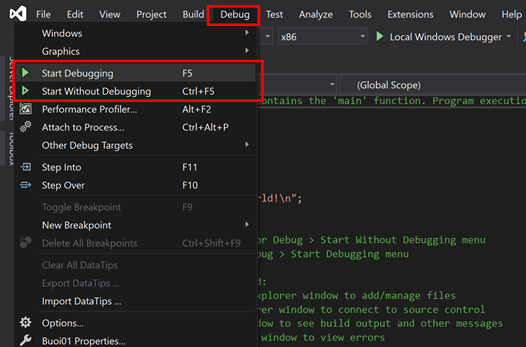 File Edit View Project Build Debug Test Analyze Tools Extensions Window Help
x86 Local Windows Debugger
Windows
Graphics
(Global Scope)
Start Debugging F5
Start Without Debugging Ctrl+F5
contains the 'main' function. Program executio
Performance Profiler... Alt+F2
Attach to Process... Ctrl+Alt+P
Other Debug Targets
Step Into F11
Step Over F10
rld!\n";
Toggle Breakpoint F9
New Breakpoint
Delete All Breakpoints Ctrl+Shift+F9
or Debug > Start Without Debugging menu
bug > Start Debugging menu
Clear All DataTips
Export DataTips ...
d:
Import DataTips ...
xplorer window to add/manage files
rer window to connect to source control
Options...
dow to see build output and other messages
Buoi01 Properties...
window to view errors
Toolbox